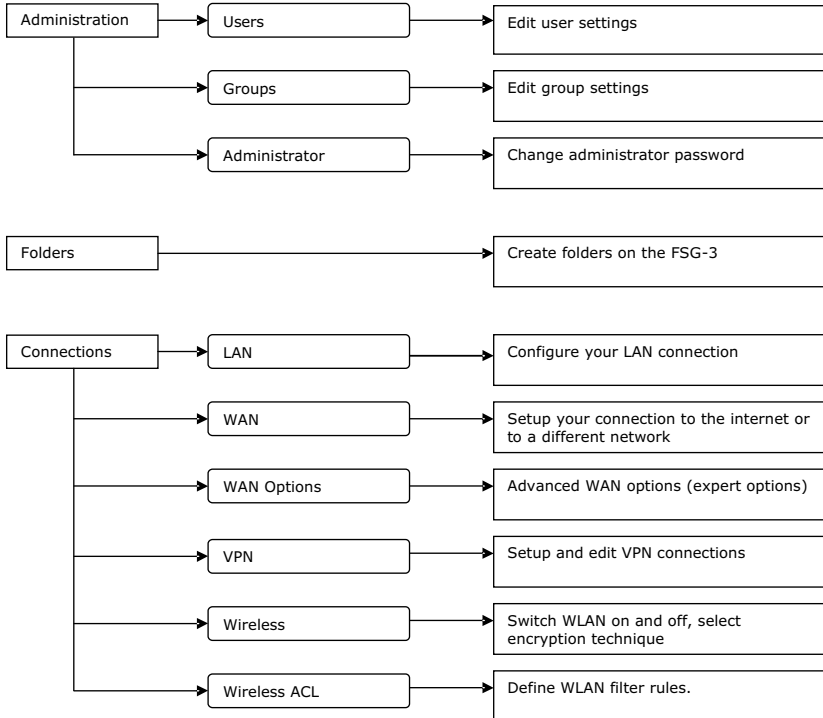 Administration
Users
Edit user settings
Groups
Edit group settings
Administrator
Change administrator password
Folders
Create folders on the FSG-3
Connections
LAN
Configure your LAN connection
WAN
Setup your connection to the internet or
to a different network
WAN Options
Advanced WAN options (expert options)
VPN
Setup and edit VPN connections
Wireless
Switch WLAN on and off, select
encryption technique
Wireless ACL
Define WLAN filter rules.